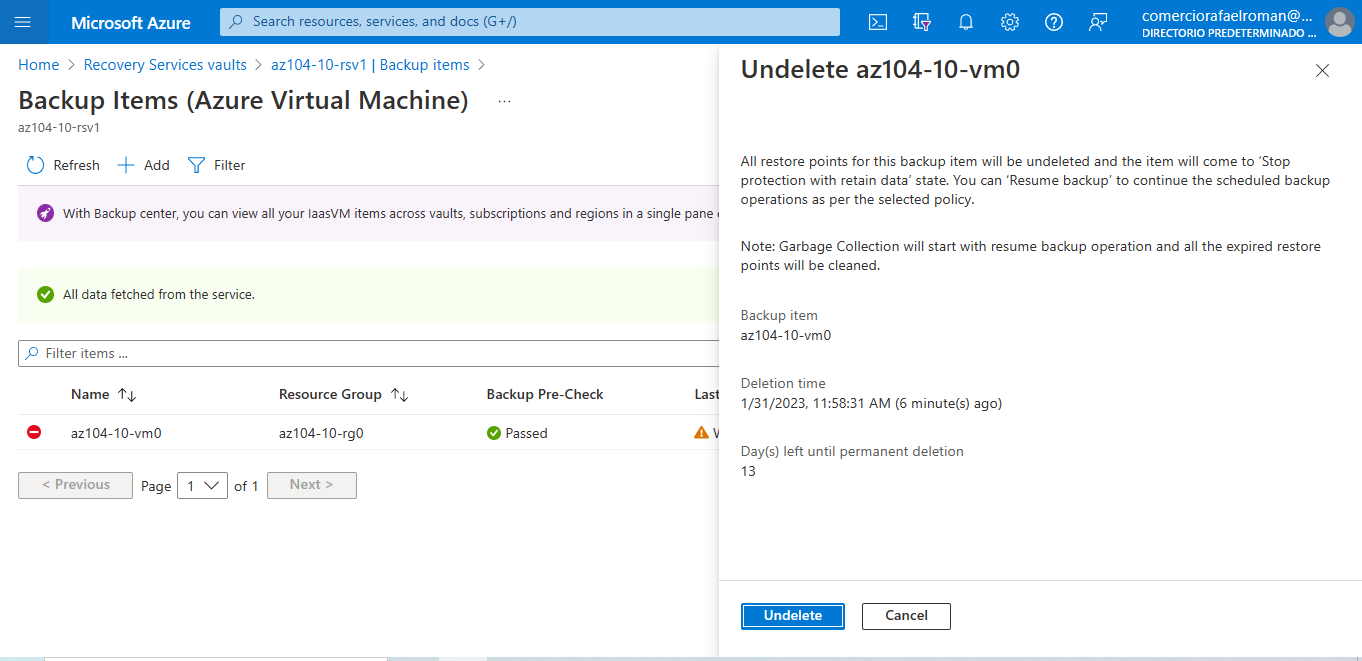 Microsoft Azure
Search resources, services, and docs (G+/)
comerciorafaelroman@...
DIRECTORIO PREDETERMINADO ...
Home > Recovery Services vaults > az104-10-rsv1 | Backup items >
Backup Items (Azure Virtual Machine) ...
az104-10-rsv1
Refresh Add Filter
With Backup center, you can view all your IaasVM items across vaults, subscriptions and regions in a single pane
All data fetched from the service.
Filter items ...
Name Resource Group Backup Pre-Check Last
az104-10-vm0 az104-10-rg0 Passed
< Previous Page 1 of 1 Next >
Undelete az104-10-vm0
All restore points for this backup item will be undeleted and the item will come to ‘Stop
protection with retain data’ state. You can ‘Resume backup’ to continue the scheduled backup
operations as per the selected policy.
Note: Garbage Collection will start with resume backup operation and all the expired restore
points will be cleaned.
Backup item
az104-10-vm0
Deletion time
1/31/2023, 11:58:31 AM (6 minute(s) ago)
Day(s) left until permanent deletion
13
Undelete Cancel